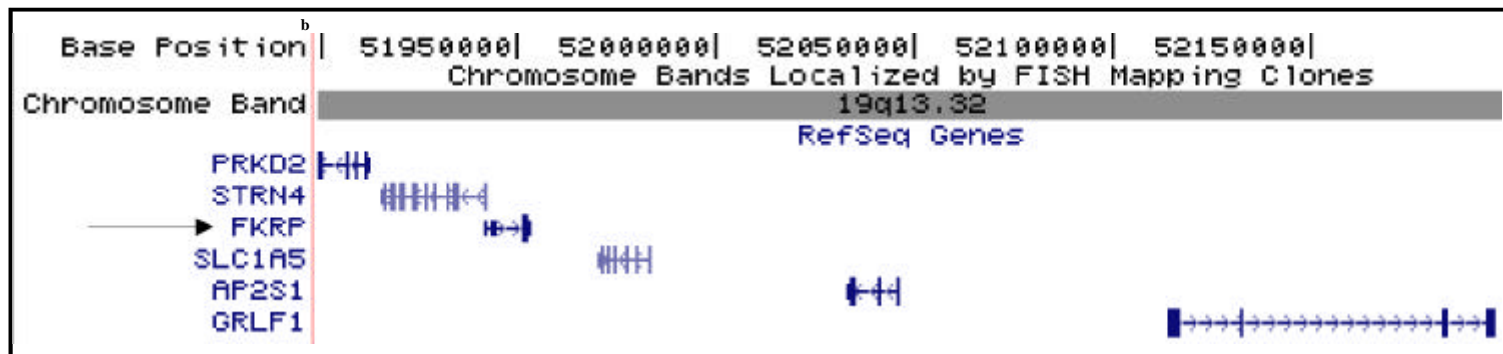 b
Base Position| 51950000| 52000000| 52050000| 52100000| 52150000|
Chromosome Bands Localized by FISH Mapping Clones
Chromosome Band 19q13.32
RefSeq Genes
PRKD2
STRN4
FKRP
SLC1A5
AP2S1
GRLF1